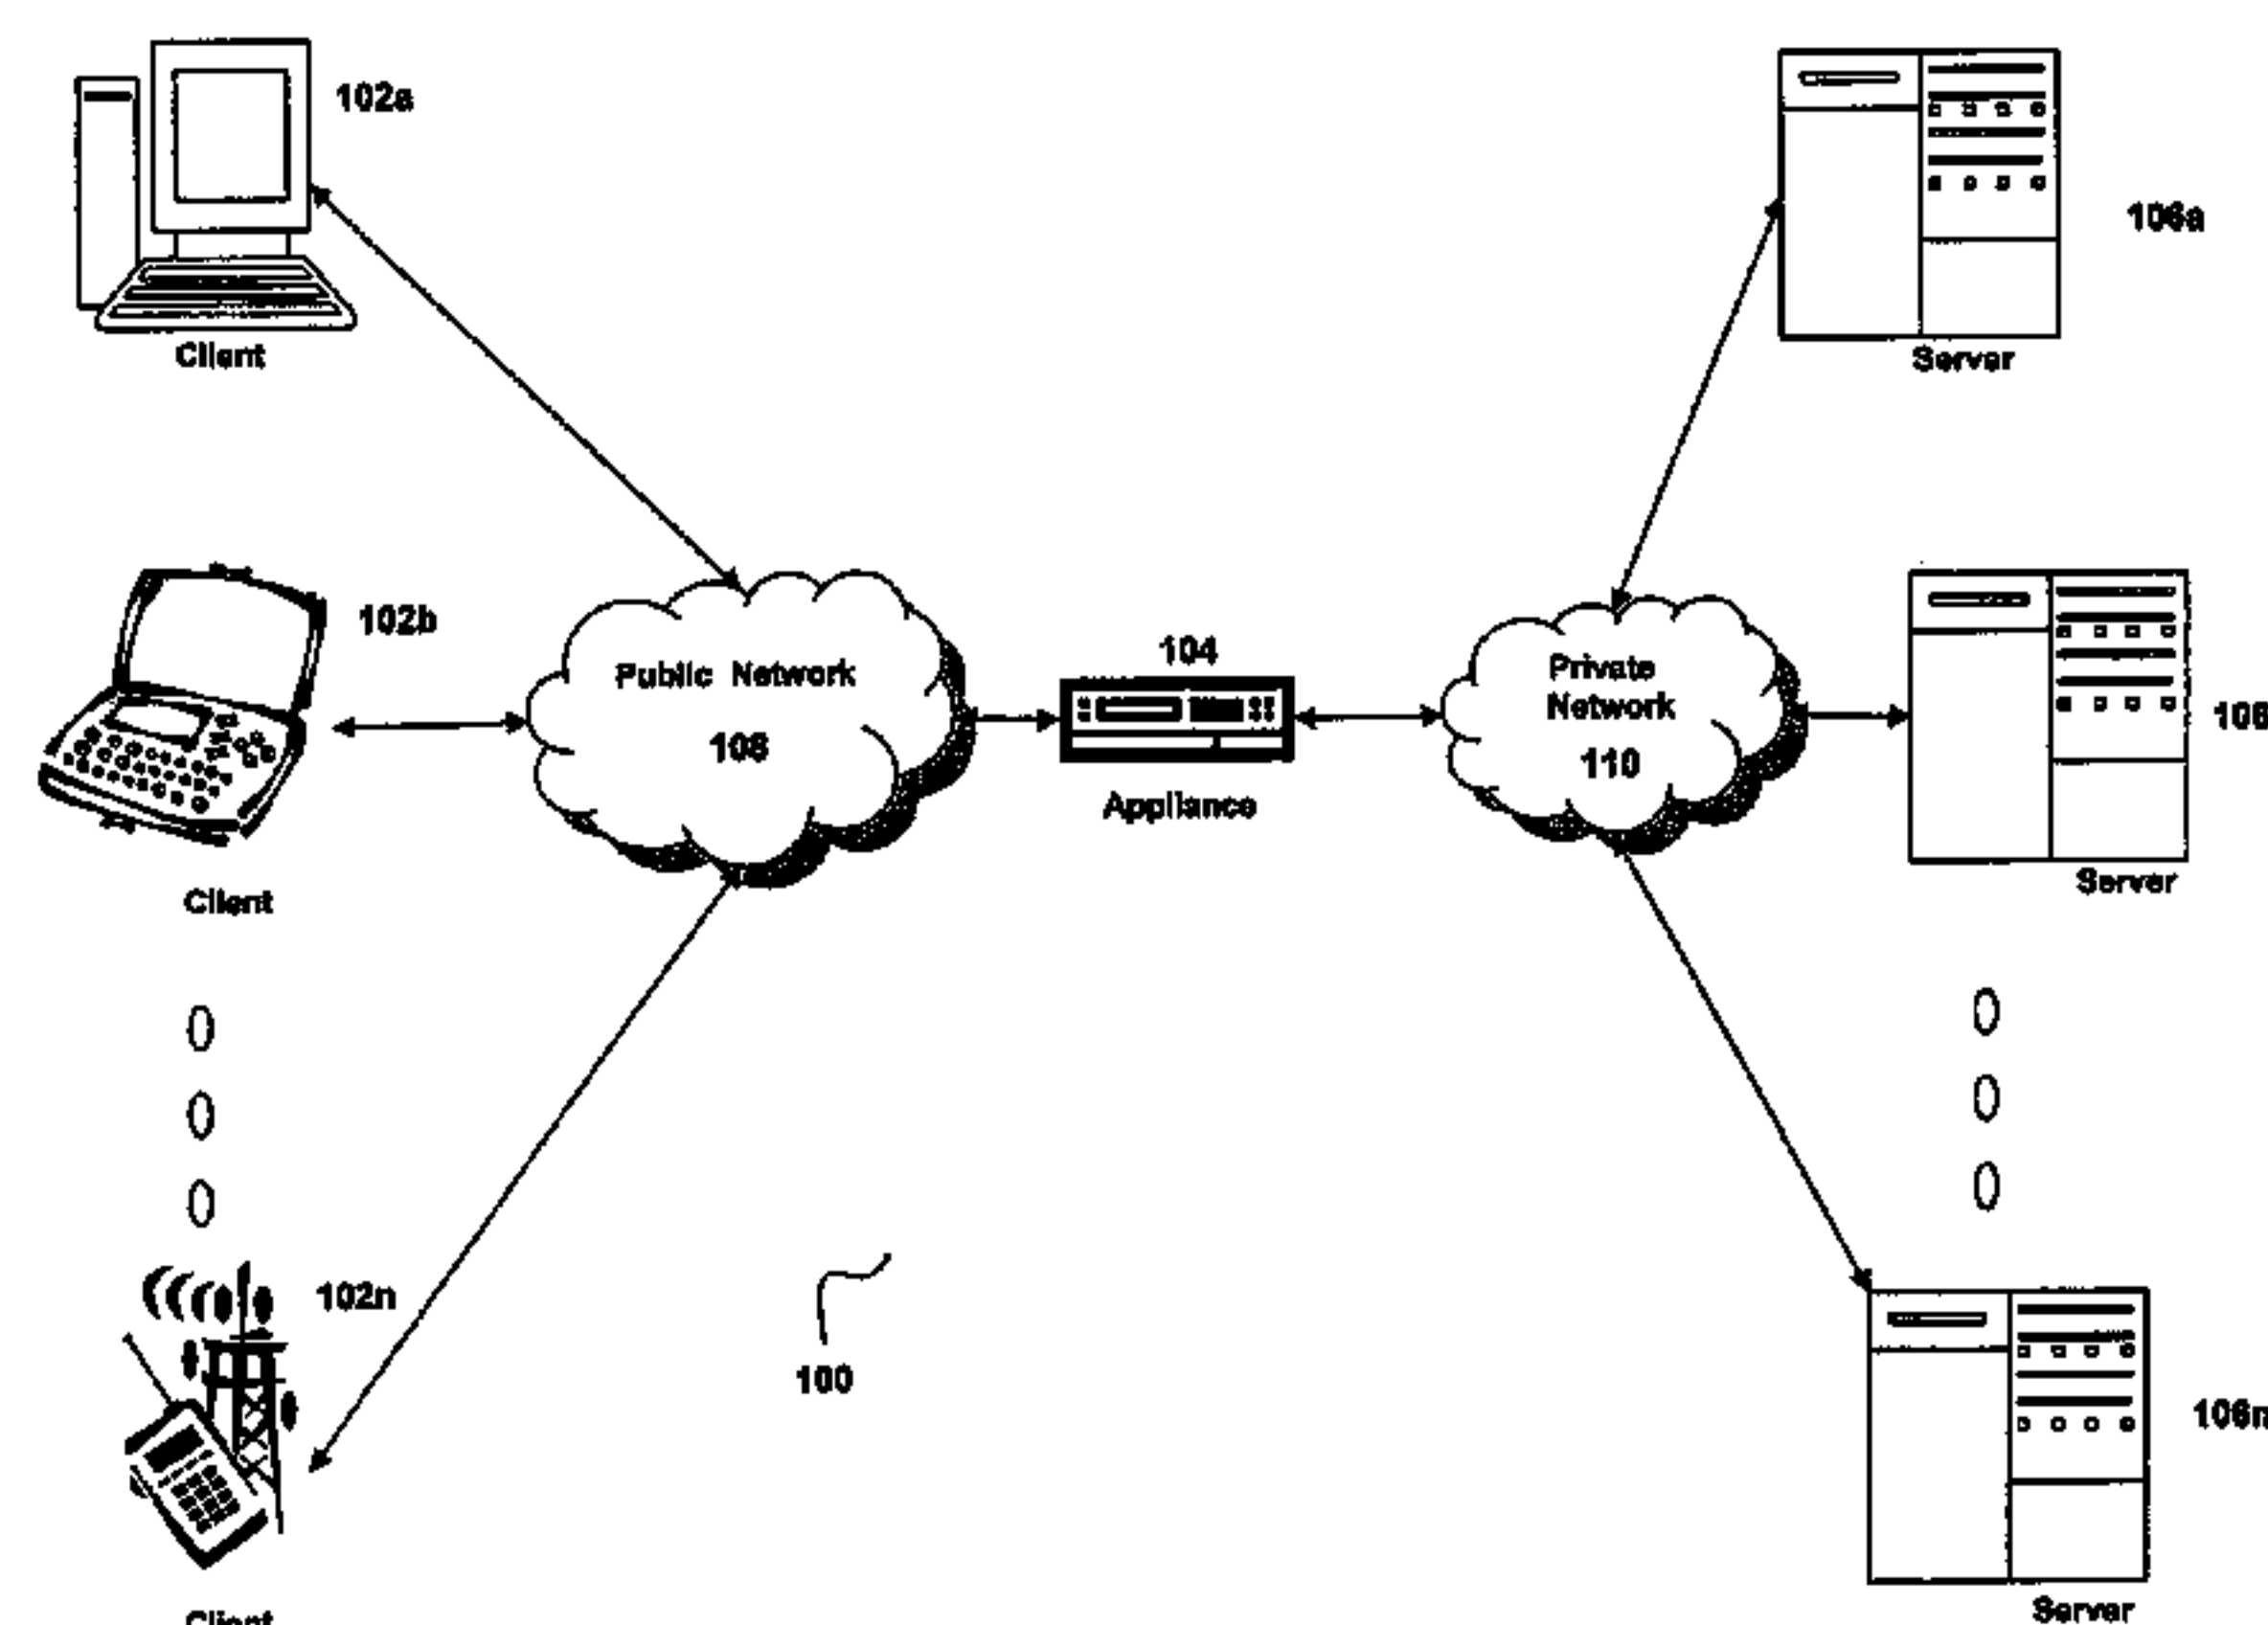 102a
Client
106a
Server
102b
Client
Public Network
108
104
Appliance
Private
Network
110
Server
102n
Client
100
106n
Server